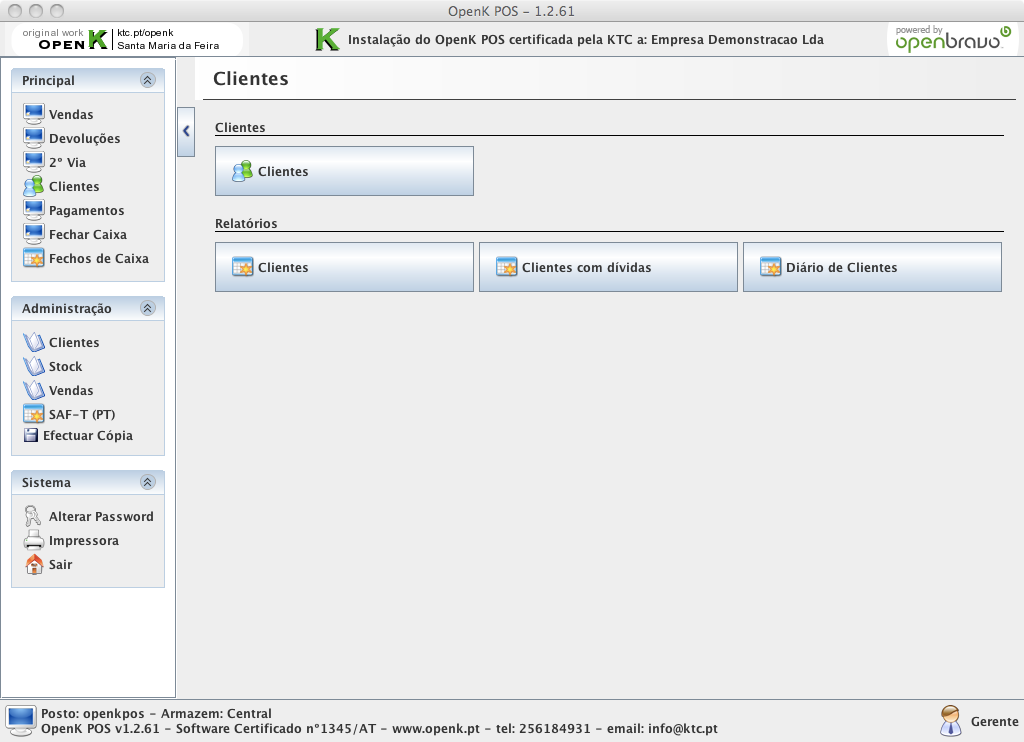 OpenK POS – 1.2.61
original work
OPEN K
ktc.pt/openk
Santa Maria da Feira
Instalação do OpenK POS certificada pela KTC a: Empresa Demonstracao Lda
powered by
openbravo
Principal
Vendas
Devoluções
2º Via
Clientes
Pagamentos
Fechar Caixa
Fechos de Caixa
Administração
Clientes
Stock
Vendas
SAF-T (PT)
Efectuar Cópia
Sistema
Alterar Password
Impressora
Sair
Clientes
Clientes
Clientes
Relatórios
Clientes
Clientes com dívidas
Diário de Clientes
Posto: openkpos – Armazem: Central
OpenK POS v1.2.61 – Software Certificado n°1345/AT – www.openk.pt – tel: 256184931 – email: info@ktc.pt
Gerente